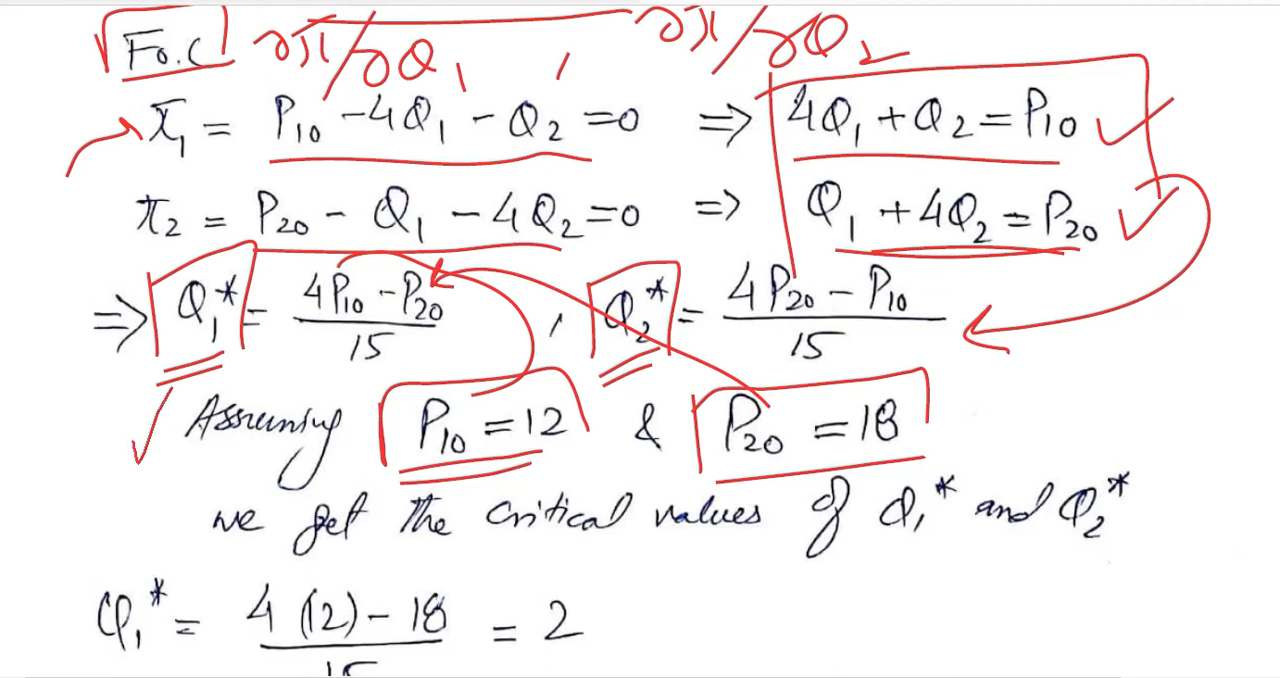 Fo.c ∂π/∂Q₁ , ∂π/∂Q₂
π₁ = P₁₀ - 4Q₁ - Q₂ = 0 ⇒ 4Q₁ + Q₂ = P₁₀
π₂ = P₂₀ - Q₁ - 4Q₂ = 0 ⇒ Q₁ + 4Q₂ = P₂₀
⇒ Q₁* = (4P₁₀ - P₂₀)/15 , Q₂* = (4P₂₀ - P₁₀)/15
Assuming P₁₀ = 12 & P₂₀ = 18
we get the critical values of Q₁* and Q₂*
Q₁* = (4(12) - 18)/15 = 2